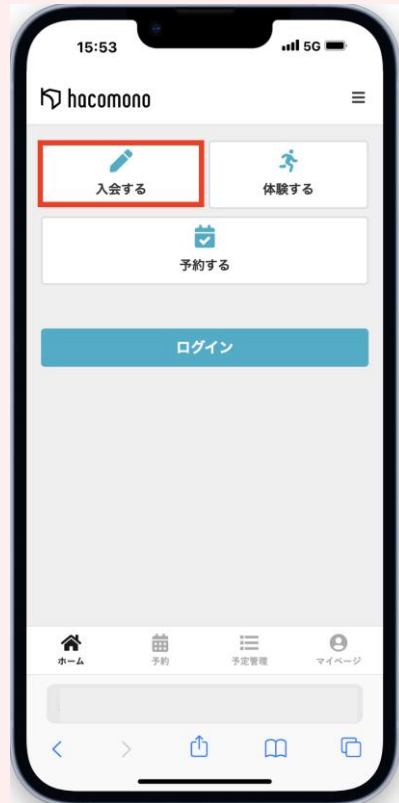 15:53
5G
hacomono
入会する
体験する
予約する
ログイン
ホーム
予約
予定管理
マイページ